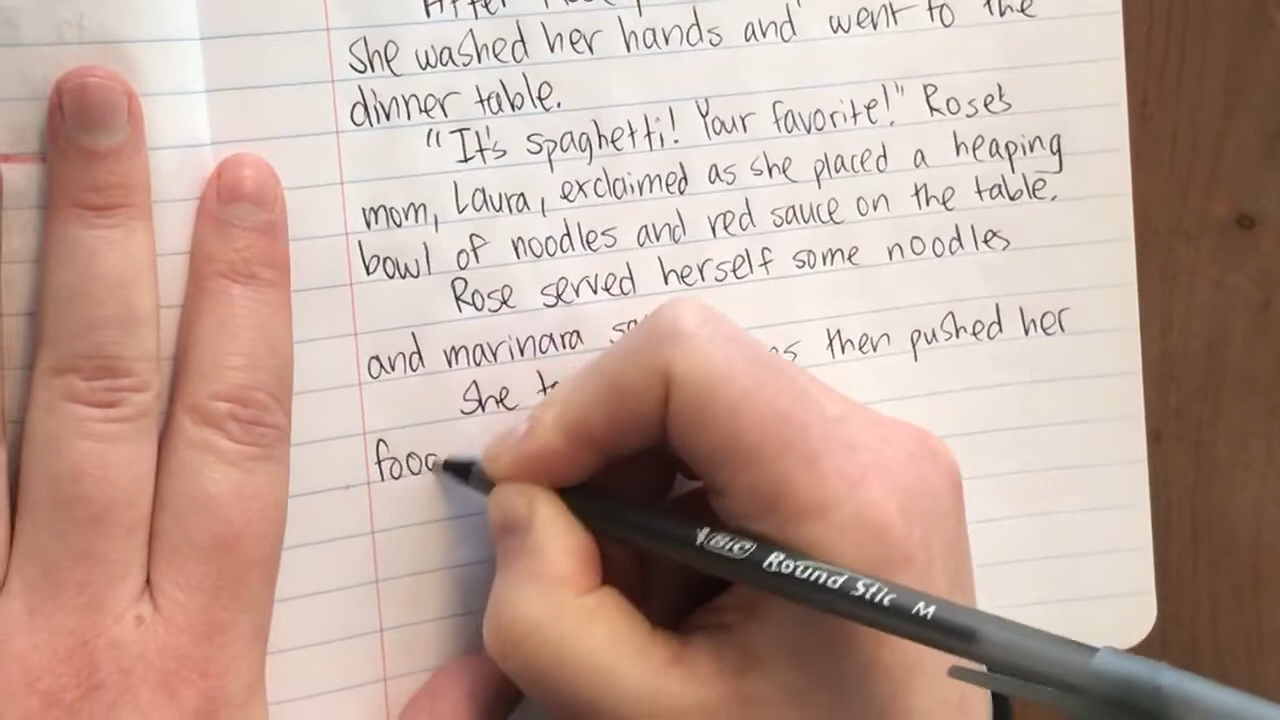 After
she washed her hands and went to the
dinner table.
"It's spaghetti! Your favorite!" Rose's
mom, Laura, exclaimed as she placed a heaping
bowl of noodles and red sauce on the table.
Rose served herself some noodles
and marinara then pushed her
She
BIC Round Stic M